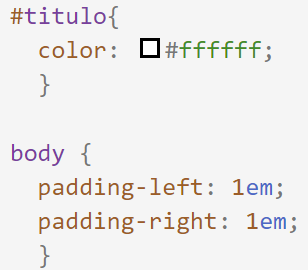 #titulo{
color: #ffffff;
}
body {
padding-left: 1em;
padding-right: 1em;
}